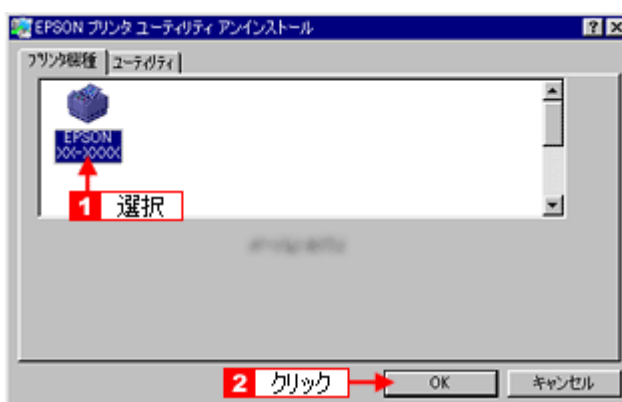 EPSON プリンタ ユーティリティ アンインストール
プリンタ機種 ユーティリティ
EPSON
XX-XXXX
1 選択
2 クリック
OK キャンセル